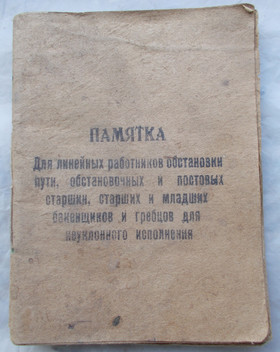 ПАМЯТКА
Для линейных работников обстановки
пути, обстановочных и постовых
старшин, старших и младших
бакенщиков и гребцов для
неуклонного исполнения